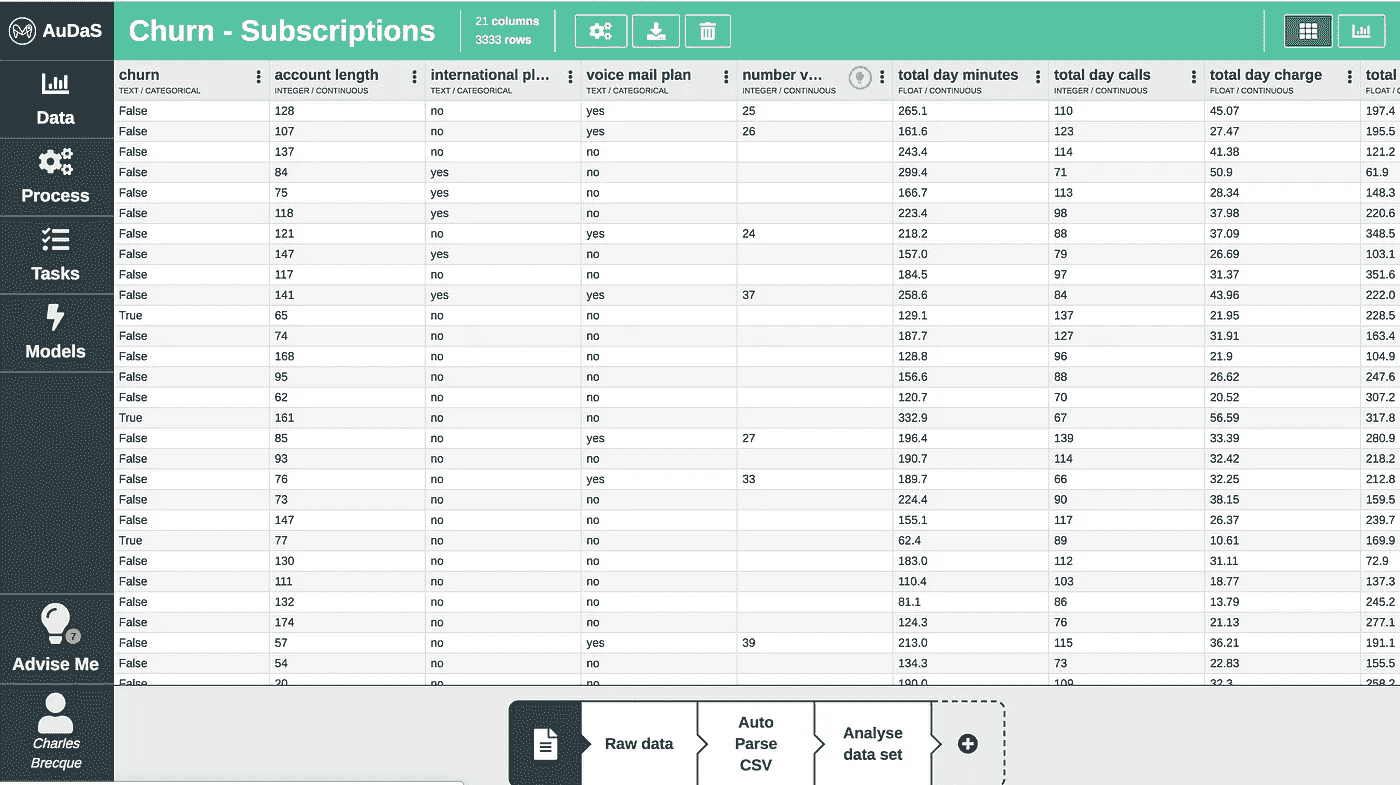 AuDaS
Churn - Subscriptions
21 columns
3333 rows
Data
Process
Tasks
Models
Advise Me
7
Charles
Brecque
churn account length international pl... voice mail plan number v... total day minutes total day calls total day charge total
TEXT / CATEGORICAL INTEGER / CONTINUOUS TEXT / CATEGORICAL TEXT / CATEGORICAL INTEGER / CONTINUOUS FLOAT / CONTINUOUS INTEGER / CONTINUOUS FLOAT / CONTINUOUS FLOAT / C
False 128 no yes 25 265.1 110 45.07 197.4
False 107 no yes 26 161.6 123 27.47 195.5
False 137 no no 243.4 114 41.38 121.2
False 84 yes no 299.4 71 50.9 61.9
False 75 yes no 166.7 113 28.34 148.3
False 118 yes no 223.4 98 37.98 220.6
False 121 no yes 24 218.2 88 37.09 348.5
False 147 yes no 157.0 79 26.69 103.1
False 117 no no 184.5 97 31.37 351.6
False 141 yes yes 37 258.6 84 43.96 222.0
True 65 no no 129.1 137 21.95 228.5
False 74 no no 187.7 127 31.91 163.4
False 168 no no 128.8 96 21.9 104.9
False 95 no no 156.6 88 26.62 247.6
False 62 no no 120.7 70 20.52 307.2
True 161 no no 332.9 67 56.59 317.8
False 85 no yes 27 196.4 139 33.39 280.9
False 93 no no 190.7 114 32.42 218.2
False 76 no yes 33 189.7 66 32.25 212.8
False 73 no no 224.4 90 38.15 159.5
False 147 no no 155.1 117 26.37 239.7
True 77 no no 62.4 89 10.61 169.9
False 130 no no 183.0 112 31.11 72.9
False 111 no no 110.4 103 18.77 137.3
False 132 no no 81.1 86 13.79 245.2
False 174 no no 124.3 76 21.13 277.1
False 57 no yes 39 213.0 115 36.21 191.1
False 54 no no 134.3 73 22.83 155.5
False 20 no no 190.0 109 32.3 258.2
Raw data
Auto
Parse
CSV
Analyse
data set